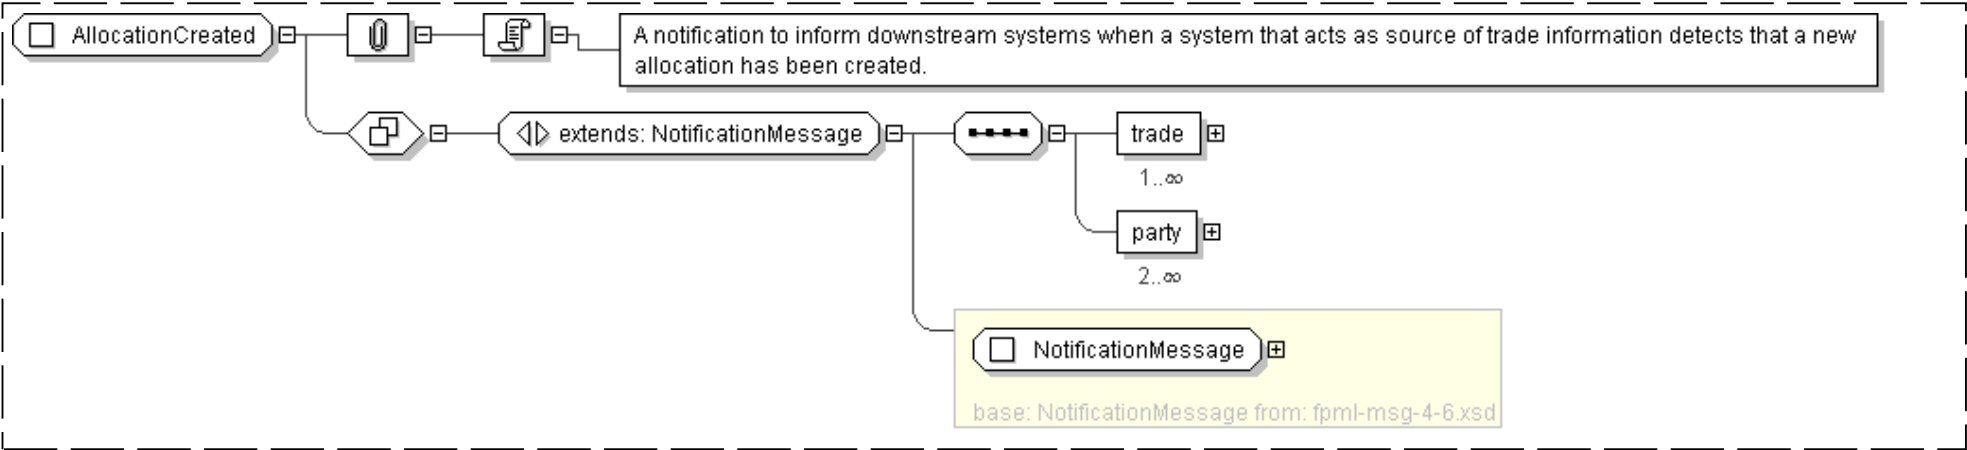 AllocationCreated
A notification to inform downstream systems when a system that acts as source of trade information detects that a new
allocation has been created.
extends: NotificationMessage
trade
1..∞
party
2..∞
NotificationMessage
base: NotificationMessage from: fpml-msg-4-6.xsd